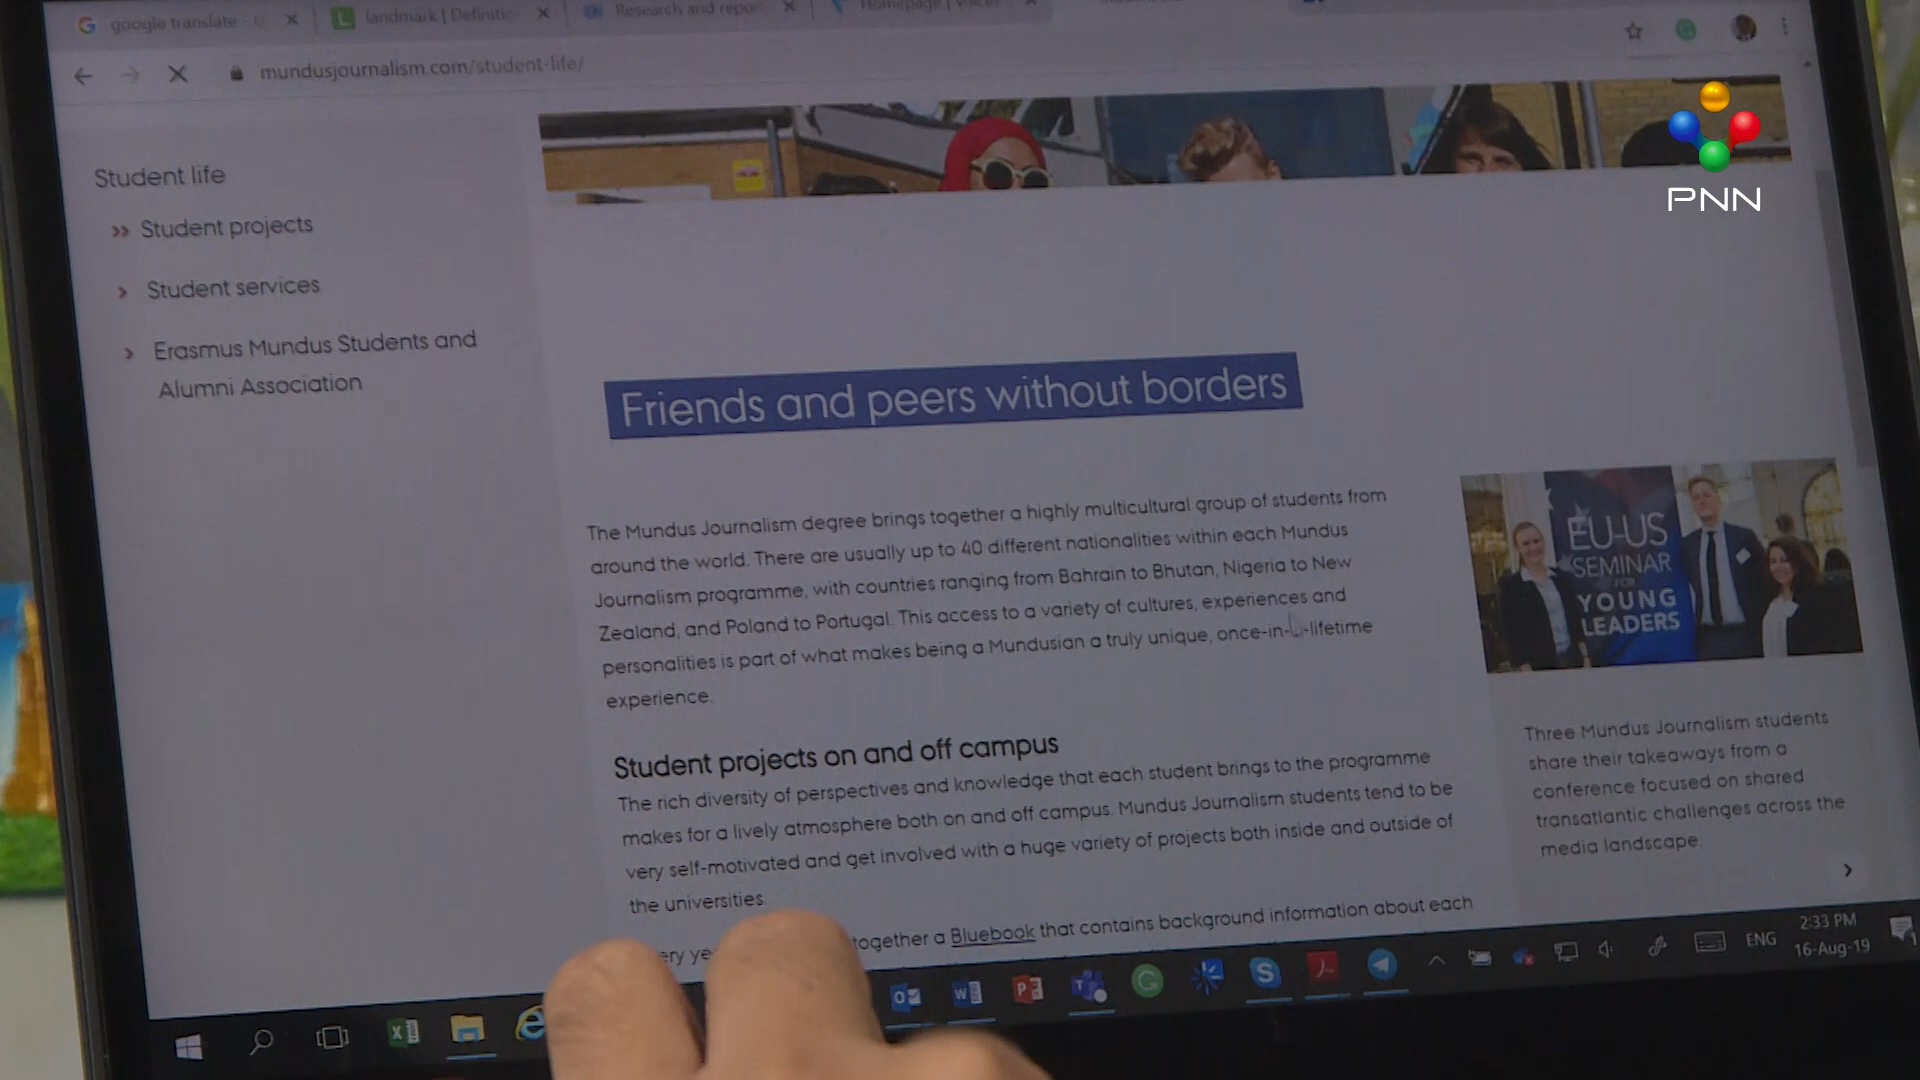 google translate
landmark | Definitio
Research and repor
Homepage | Voices
mundusjournalism.com/student-life/
PNN
Student life
Student projects
Student services
Erasmus Mundus Students and
Alumni Association
Friends and peers without borders
The Mundus Journalism degree brings together a highly multicultural group of students from
around the world. There are usually up to 40 different nationalities within each Mundus
Journalism programme, with countries ranging from Bahrain to Bhutan, Nigeria to New
Zealand, and Poland to Portugal. This access to a variety of cultures, experiences and
personalities is part of what makes being a Mundusian a truly unique, once-in-a-lifetime
experience.
EU-US
SEMINAR
FOR
YOUNG
LEADERS
Three Mundus Journalism students
share their takeaways from a
conference focused on shared
transatlantic challenges across the
media landscape.
Student projects on and off campus
The rich diversity of perspectives and knowledge that each student brings to the programme
makes for a lively atmosphere both on and off campus. Mundus Journalism students tend to be
very self-motivated and get involved with a huge variety of projects both inside and outside of
the universities.
ery ye together a Bluebook that contains background information about each
ENG
2:33 PM
16-Aug-19